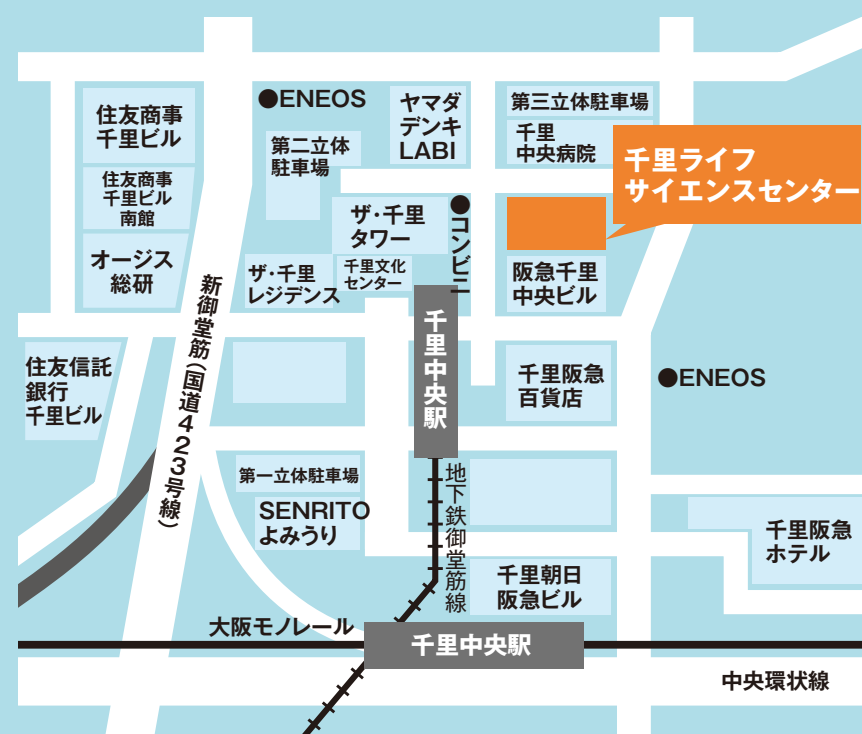 ●ENEOS
ヤマダ
デンキ
LABI
第三立体駐車場
千里
中央病院
住友商事
千里ビル
第二立体
駐車場
千里ライフ
サイエンスセンター
住友商事
千里ビル
南館
ザ・千里
タワー
●コンビニ
オージス
総研
ザ・千里
レジデンス
千里文化
センター
阪急千里
中央ビル
新御堂筋(国道423号線)
千里中央駅
住友信託
銀行
千里ビル
千里阪急
百貨店
●ENEOS
第一立体駐車場
SENRITO
よみうり
地下鉄御堂筋線
千里阪急
ホテル
千里朝日
阪急ビル
大阪モノレール
千里中央駅
中央環状線